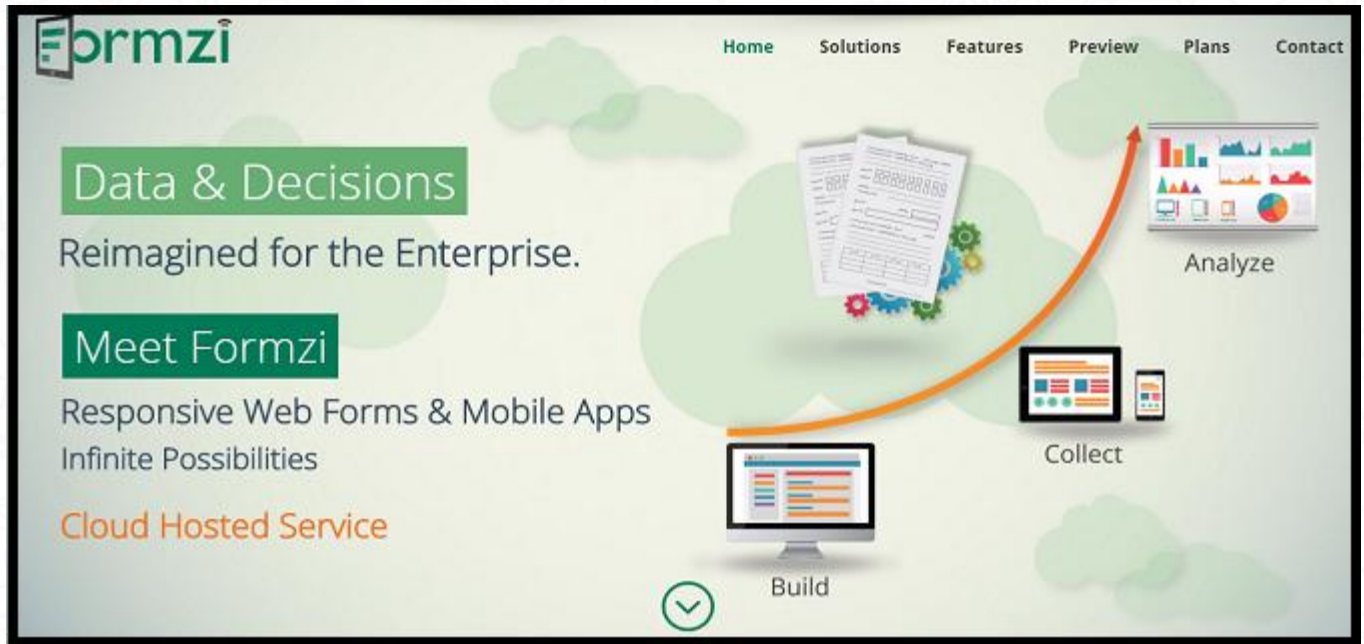 Formzi
Home Solutions Features Preview Plans Contact
Data & Decisions
Reimagined for the Enterprise.
Meet Formzi
Responsive Web Forms & Mobile Apps
Infinite Possibilities
Cloud Hosted Service
Analyze
Collect
Build